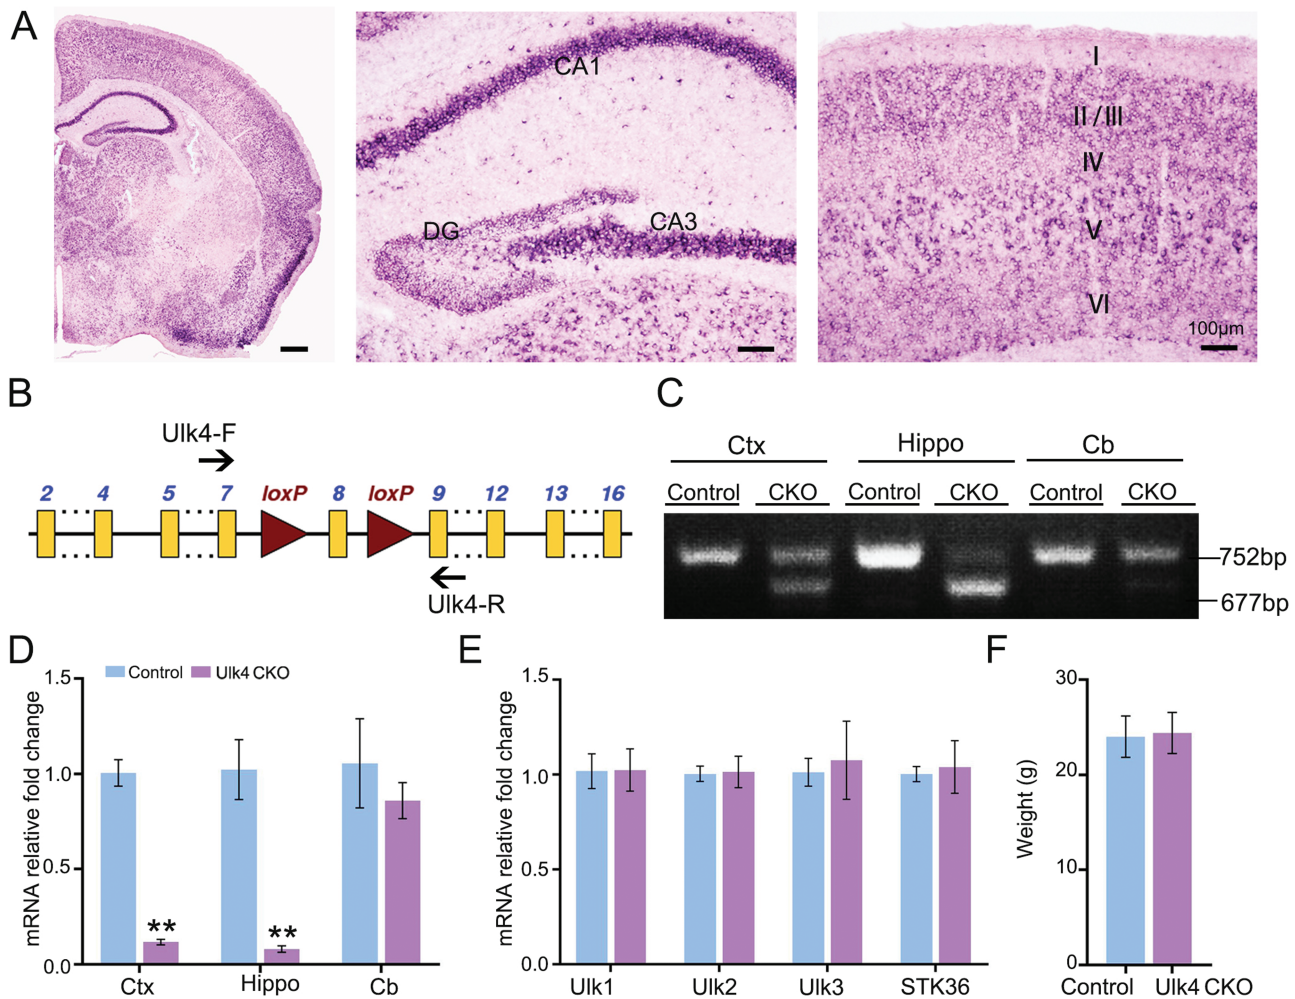 A
CA1
DG
CA3
I
II / III
IV
V
VI
100μm
B
Ulk4-F
2 4 5 7 loxP 8 loxP 9 12 13 16
Ulk4-R
C
Ctx Hippo Cb
Control CKO Control CKO Control CKO
752bp
677bp
D
Control Ulk4 CKO
mRNA relative fold change
1.5
1.0
0.5
0.0
** **
Ctx Hippo Cb
E
mRNA relative fold change
1.5
1.0
0.5
0.0
Ulk1 Ulk2 Ulk3 STK36
F
Weight (g)
30
20
10
0
Control Ulk4 CKO